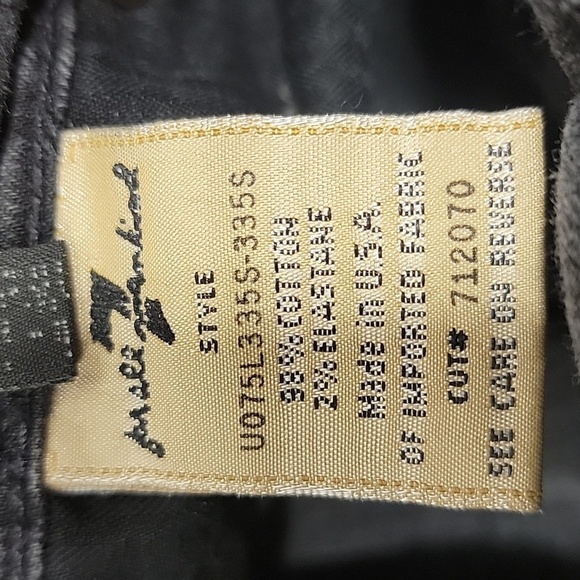 7
for all mankind
STYLE
U075L335S-335S
98%COTTON
2%ELASTANE
Made in U.S.A.
OF IMPORTED FABRIC
CUT# 712070
SEE CARE ON REVERSE